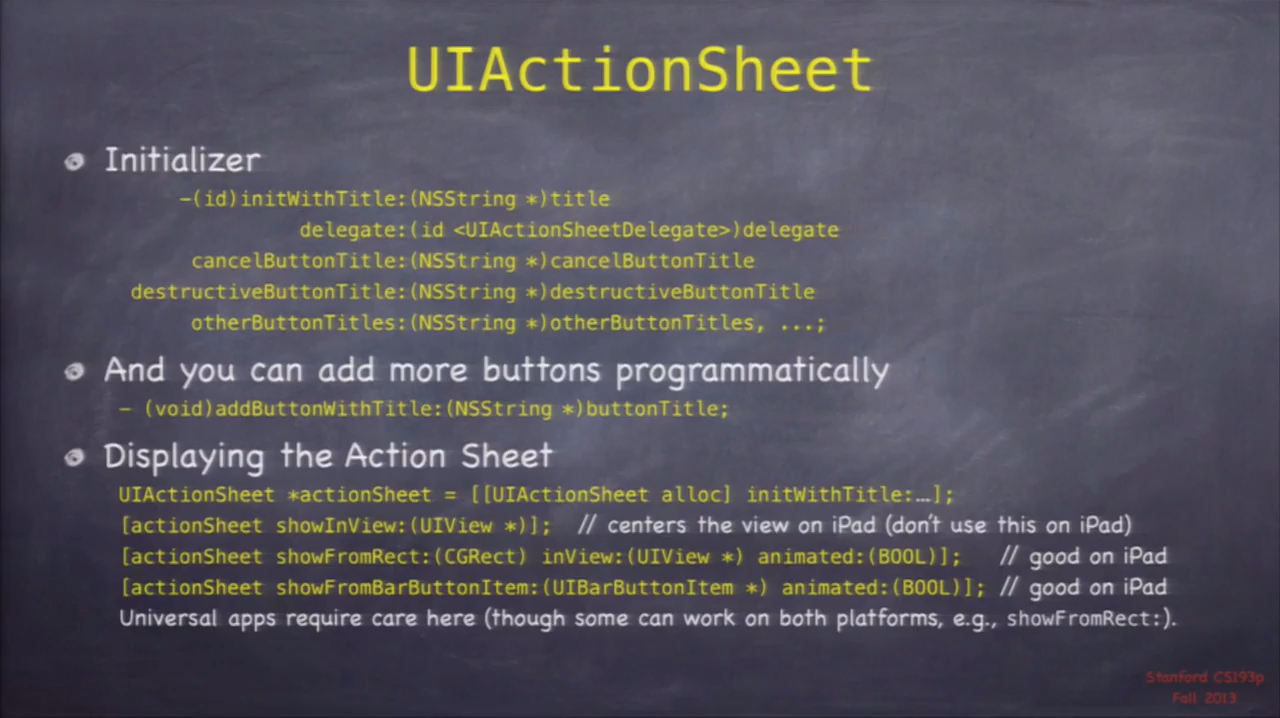 UIActionSheet
Initializer
-(id)initWithTitle:(NSString *)title
delegate:(id <UIActionSheetDelegate>)delegate
cancelButtonTitle:(NSString *)cancelButtonTitle
destructiveButtonTitle:(NSString *)destructiveButtonTitle
otherButtonTitles:(NSString *)otherButtonTitles, ...;
And you can add more buttons programmatically
- (void)addButtonWithTitle:(NSString *)buttonTitle;
Displaying the Action Sheet
UIActionSheet *actionSheet = [[UIActionSheet alloc] initWithTitle:…];
[actionSheet showInView:(UIView *)]; // centers the view on iPad (don't use this on iPad)
[actionSheet showFromRect:(CGRect) inView:(UIView *) animated:(BOOL)]; // good on iPad
[actionSheet showFromBarButtonItem:(UIBarButtonItem *) animated:(BOOL)]; // good on iPad
Universal apps require care here (though some can work on both platforms, e.g., showFromRect:).
Stanford CS193p
Fall 2013